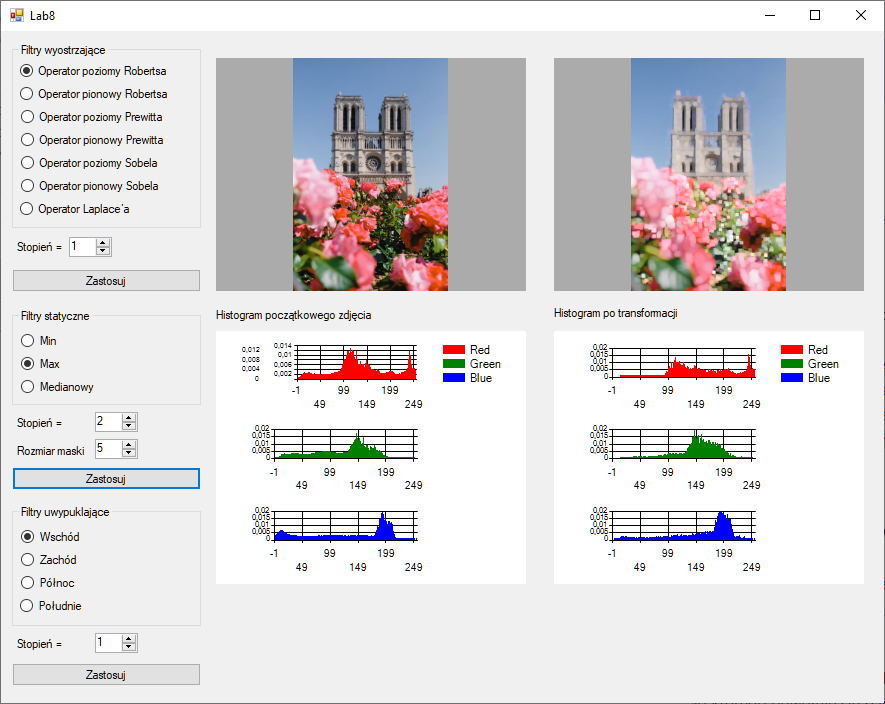 Lab8
Filtry wyostrzające
Operator poziomy Robertsa
Operator pionowy Robertsa
Operator poziomy Prewitta
Operator pionowy Prewitta
Operator poziomy Sobela
Operator pionowy Sobela
Operator Laplace'a
Stopień = 1
Zastosuj
Filtry statyczne
Min
Max
Medianowy
Stopień = 2
Rozmiar maski 5
Zastosuj
Filtry uwypuklające
Wschód
Zachód
Północ
Południe
Stopień = 1
Zastosuj
Histogram początkowego zdjęcia
0,012
0,008
0,004
0
0,014
0,01
0,006
0,002
-1 99 199
49 149 249
Red
Green
Blue
0,02
0,015
0,01
0,005
0
-1 99 199
49 149 249
0,02
0,015
0,01
0,005
0
-1 99 199
49 149 249
Histogram po transformacji
0,02
0,015
0,01
0,005
0
-1 99 199
49 149 249
Red
Green
Blue
0,02
0,015
0,01
0,005
0
-1 99 199
49 149 249
0,02
0,015
0,01
0,005
0
-1 99 199
49 149 249